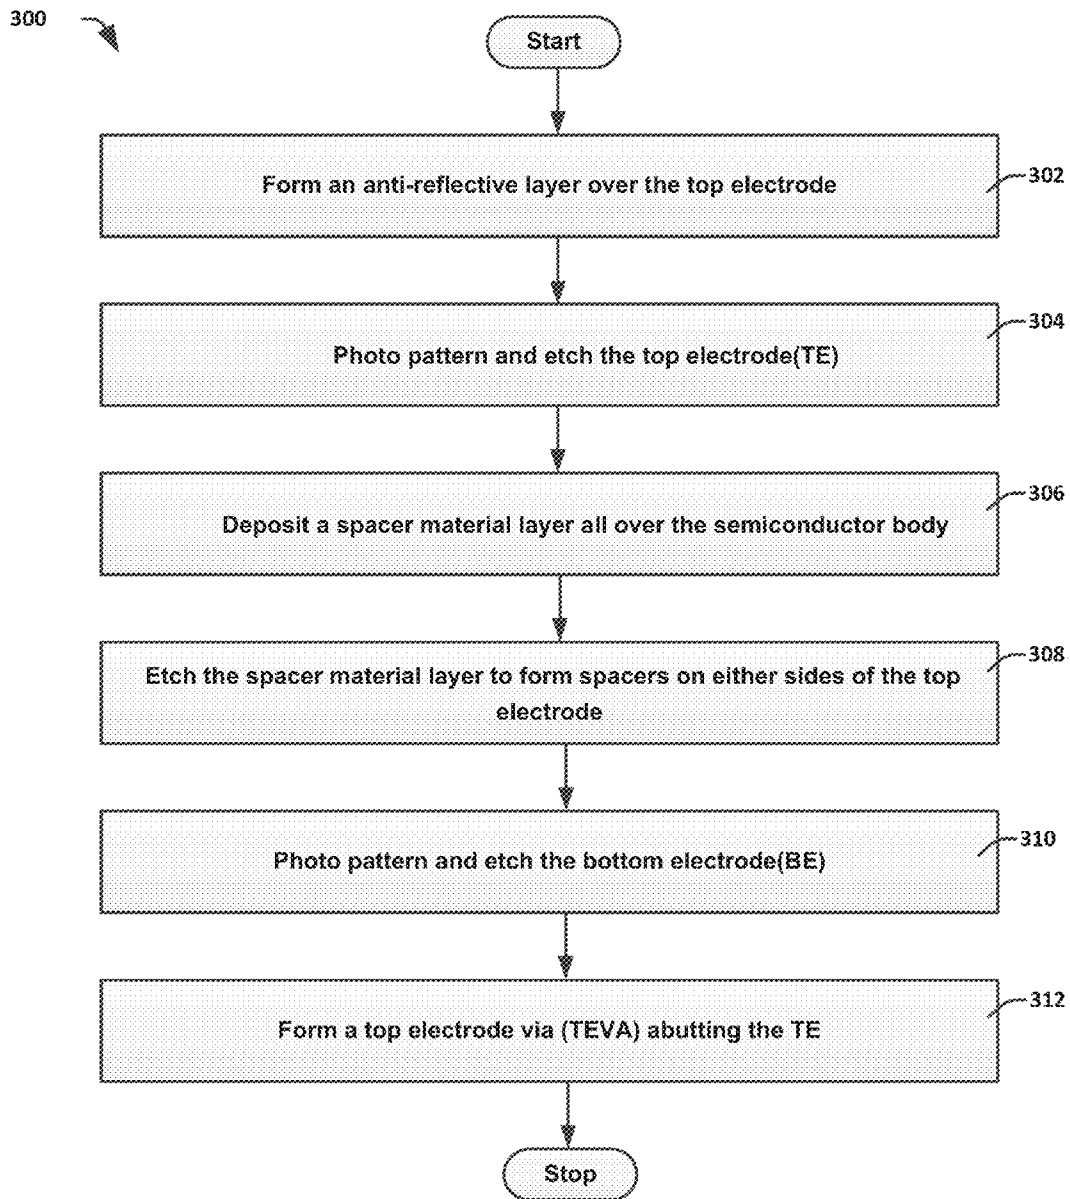 300
Start
Form an anti-reflective layer over the top electrode
302
Photo pattern and etch the top electrode(TE)
304
Deposit a spacer material layer all over the semiconductor body
306
Etch the spacer material layer to form spacers on either sides of the top
electrode
308
Photo pattern and etch the bottom electrode(BE)
310
Form a top electrode via (TEVA) abutting the TE
312
Stop